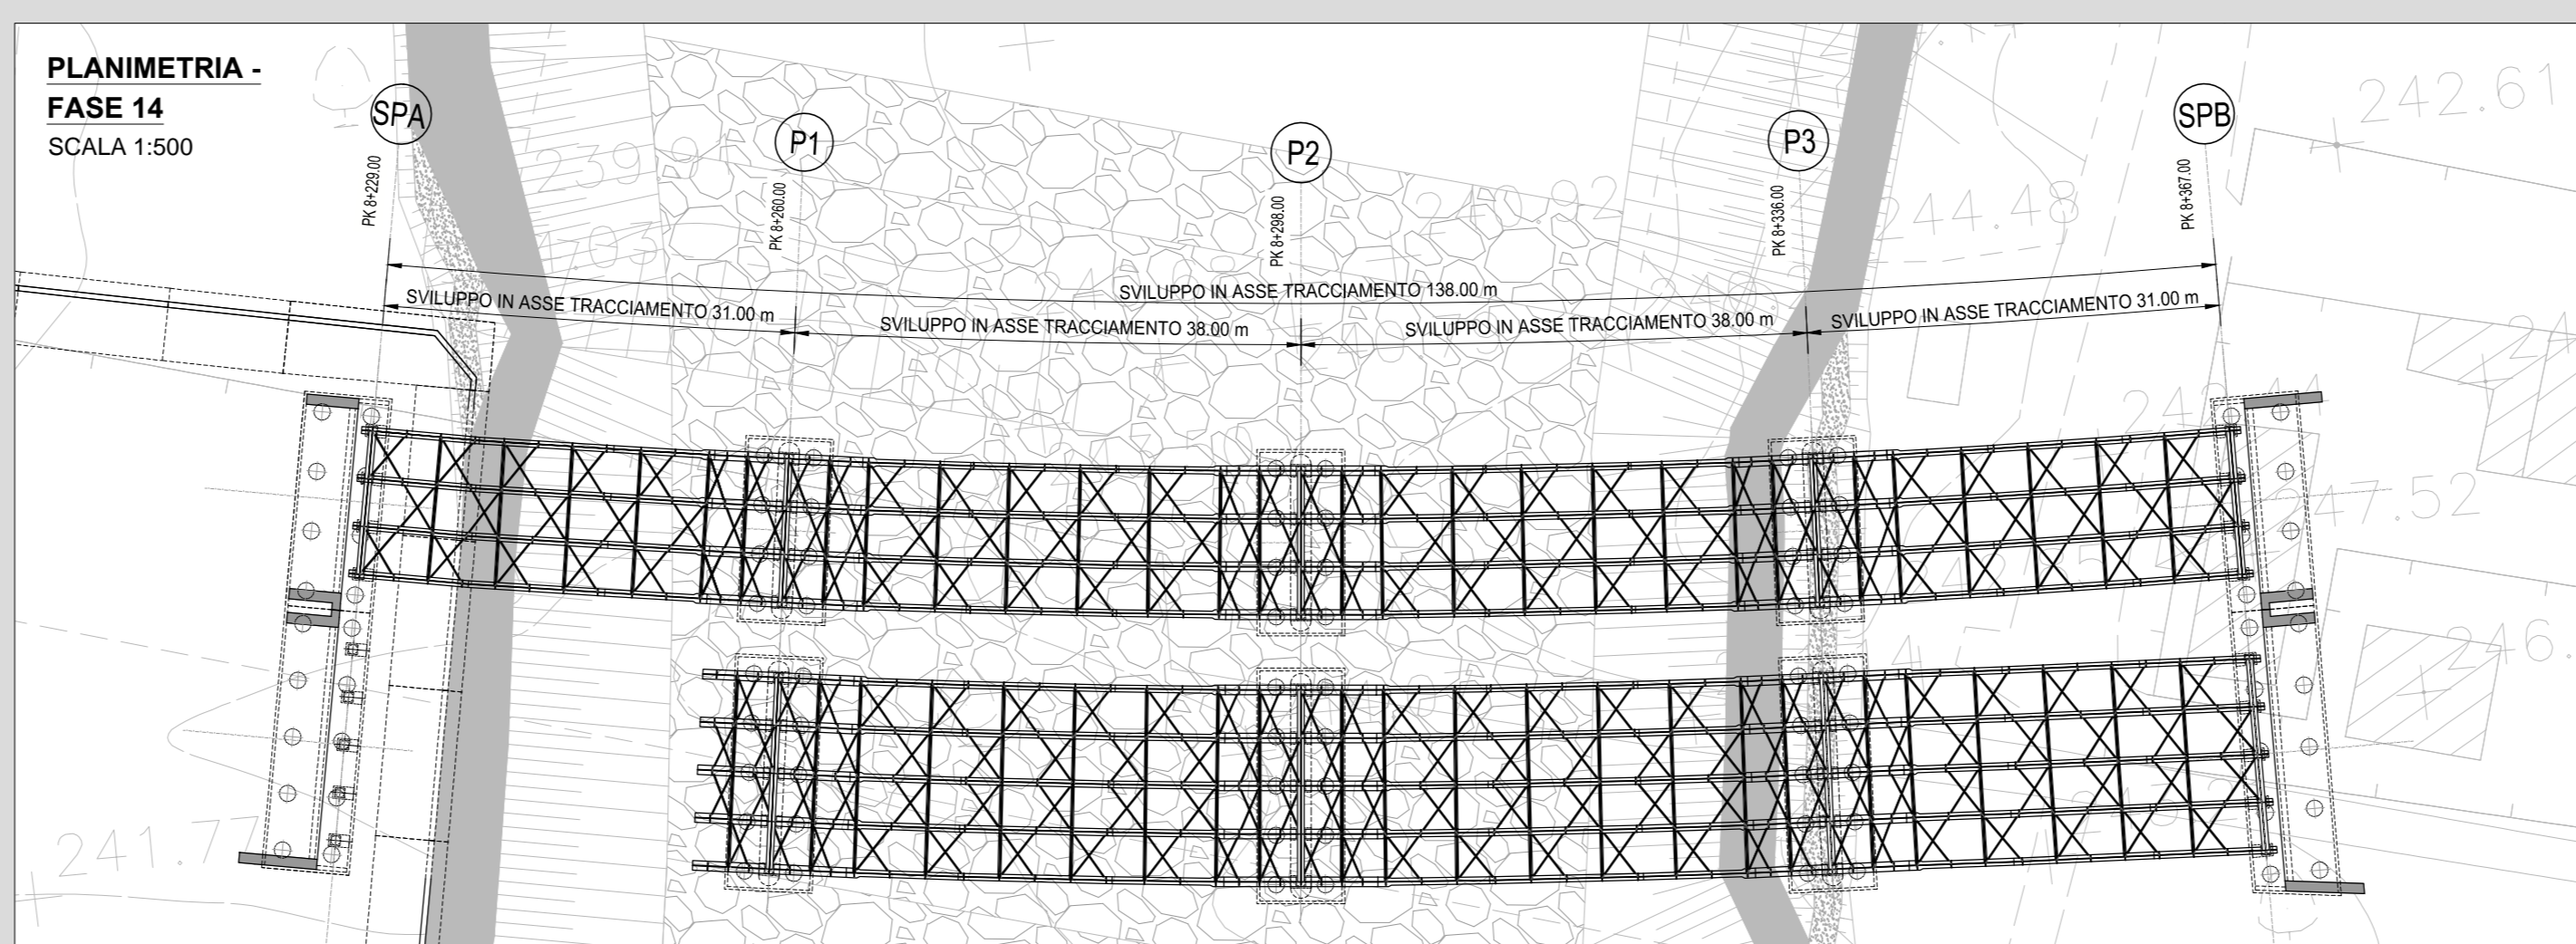 PLANIMETRIA -
FASE 14
SCALA 1:500
SPA
P1
P2
P3
SPB
PK 8+229.00
PK 8+260.00
PK 8+298.00
PK 8+336.00
PK 8+367.00
SVILUPPO IN ASSE TRACCIAMENTO 138.00 m
SVILUPPO IN ASSE TRACCIAMENTO 31.00 m
SVILUPPO IN ASSE TRACCIAMENTO 38.00 m
SVILUPPO IN ASSE TRACCIAMENTO 38.00 m
SVILUPPO IN ASSE TRACCIAMENTO 31.00 m
242.61
240.92
244.48
247.52
241.77